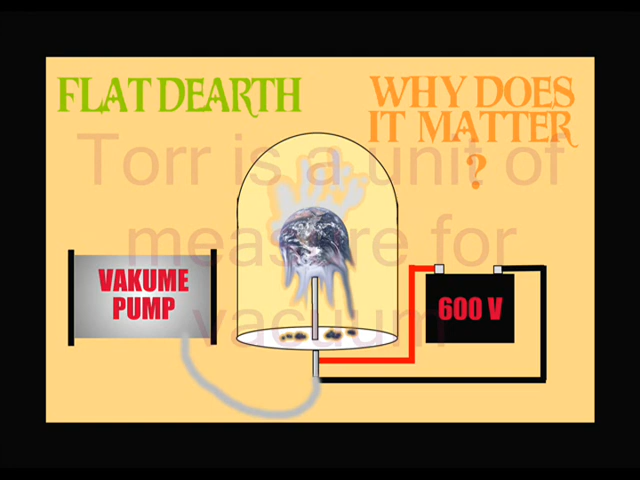 FLAT DEARTH
WHY DOES
IT MATTER
?
Torr is a unit of
measure for
vacuum
VAKUME
PUMP
600 V